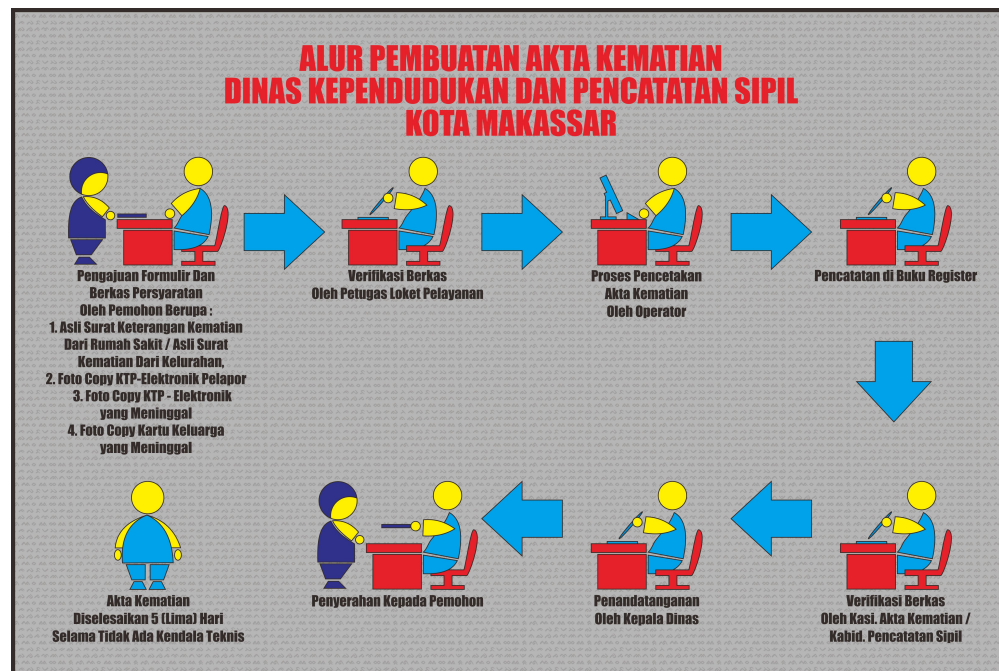 ALUR PEMBUATAN AKTA KEMATIAN
DINAS KEPENDUDUKAN DAN PENCATATAN SIPIL
KOTA MAKASSAR
Pengajuan Formulir Dan
Berkas Persyaratan
Oleh Pemohon Berupa :
1. Asli Surat Keterangan Kematian
Dari Rumah Sakit / Asli Surat
Kematian Dari Kelurahan,
2. Foto Copy KTP-Elektronik Pelapor
3. Foto Copy KTP - Elektronik
yang Meninggal
4. Foto Copy Kartu Keluarga
yang Meninggal
Verifikasi Berkas
Oleh Petugas Loket Pelayanan
Proses Pencetakan
Akta Kematian
Oleh Operator
Pencatatan di Buku Register
Verifikasi Berkas
Oleh Kasi. Akta Kematian /
Kabid. Pencatatan Sipil
Penandatanganan
Oleh Kepala Dinas
Penyerahan Kepada Pemohon
Akta Kematian
Diselesaikan 5 (Lima) Hari
Selama Tidak Ada Kendala Teknis